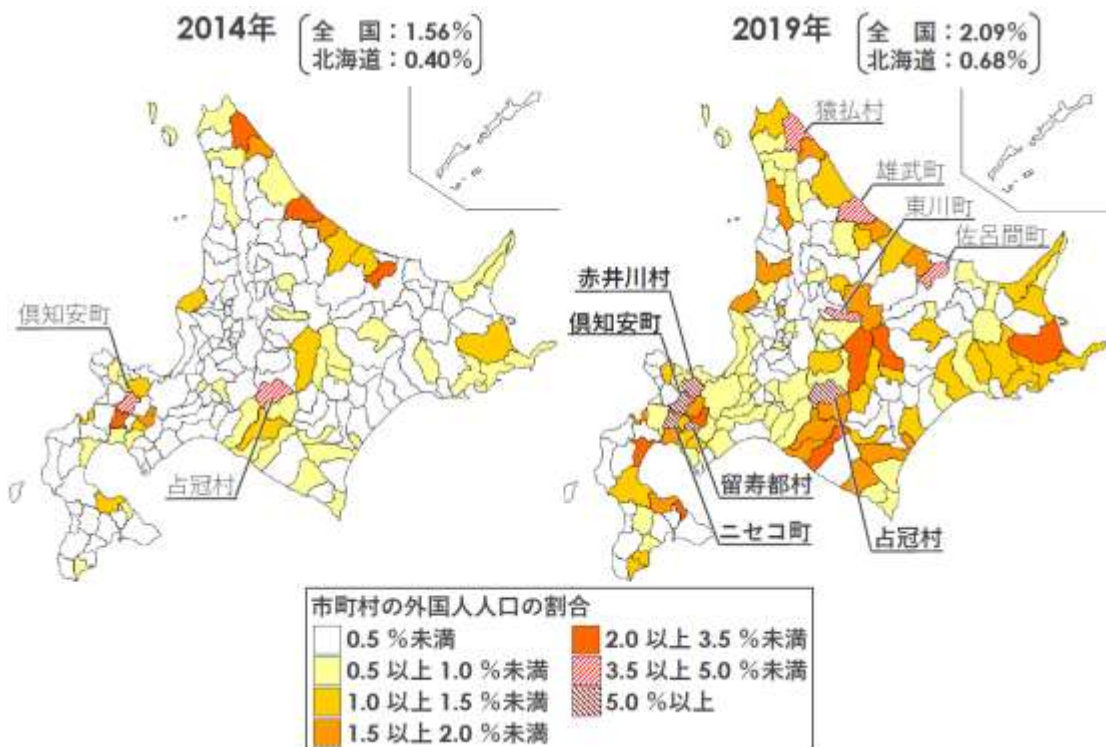 2014年
全　国：1.56%
北海道：0.40%
2019年
全　国：2.09%
北海道：0.68%
倶知安町
占冠村
猿払村
雄武町
東川町
佐呂間町
赤井川村
倶知安町
留寿都村
ニセコ町
占冠村
市町村の外国人人口の割合
0.5 %未満
0.5 以上 1.0 %未満
1.0 以上 1.5 %未満
1.5 以上 2.0 %未満
2.0 以上 3.5 %未満
3.5 以上 5.0 %未満
5.0 %以上